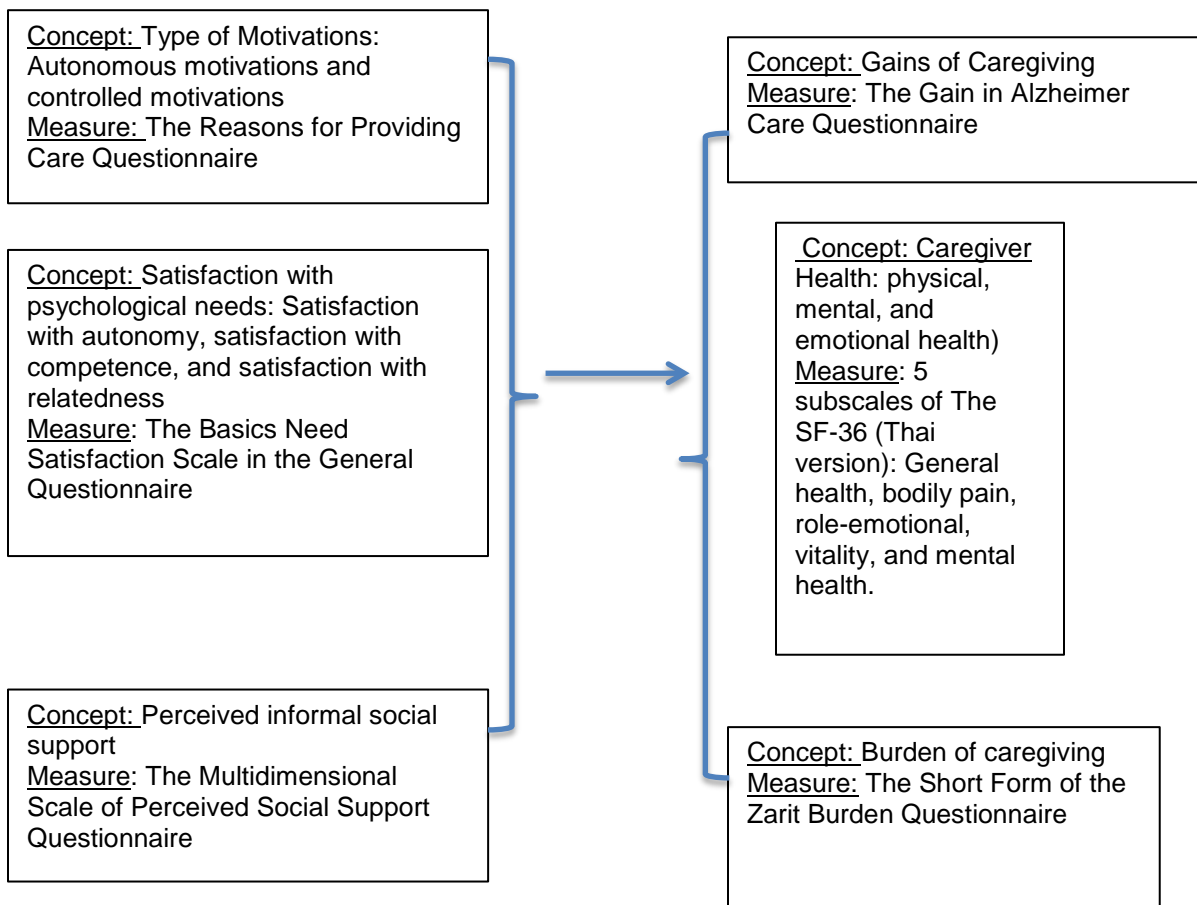 Concept: Type of Motivations:
Autonomous motivations and
controlled motivations
Measure: The Reasons for Providing
Care Questionnaire
Concept: Satisfaction with
psychological needs: Satisfaction
with autonomy, satisfaction with
competence, and satisfaction with
relatedness
Measure: The Basics Need
Satisfaction Scale in the General
Questionnaire
Concept: Perceived informal social
support
Measure: The Multidimensional
Scale of Perceived Social Support
Questionnaire
Concept: Gains of Caregiving
Measure: The Gain in Alzheimer
Care Questionnaire
Concept: Caregiver
Health: physical,
mental, and
emotional health)
Measure: 5
subscales of The
SF-36 (Thai
version): General
health, bodily pain,
role-emotional,
vitality, and mental
health.
Concept: Burden of caregiving
Measure: The Short Form of the
Zarit Burden Questionnaire